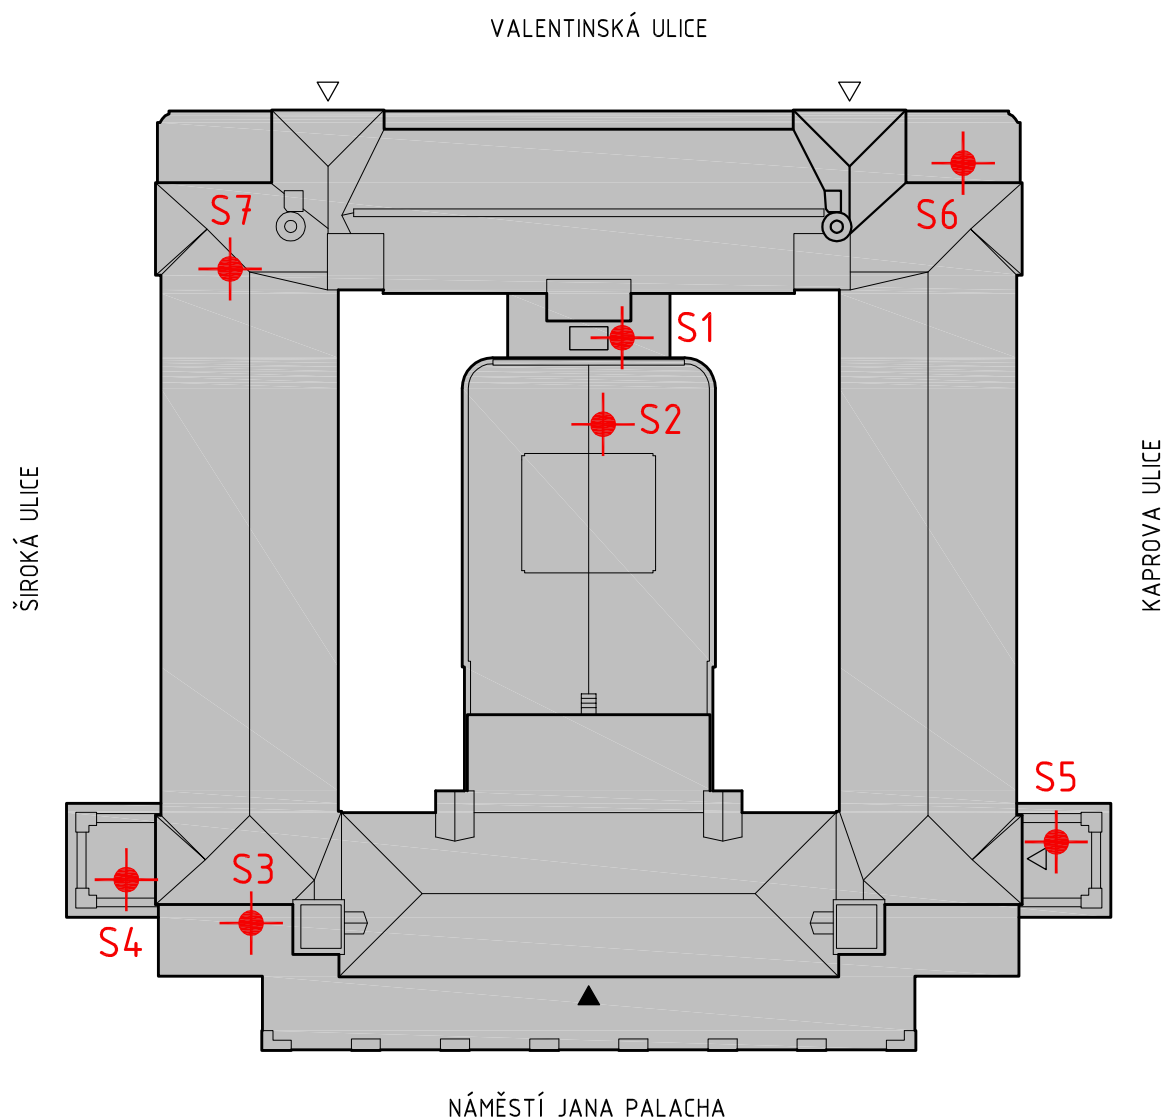 VALENTINSKÁ ULICE
S7
S6
S1
S2
ŠIROKÁ ULICE
KAPROVA ULICE
S5
S3
S4
NÁMĚSTÍ JANA PALACHA